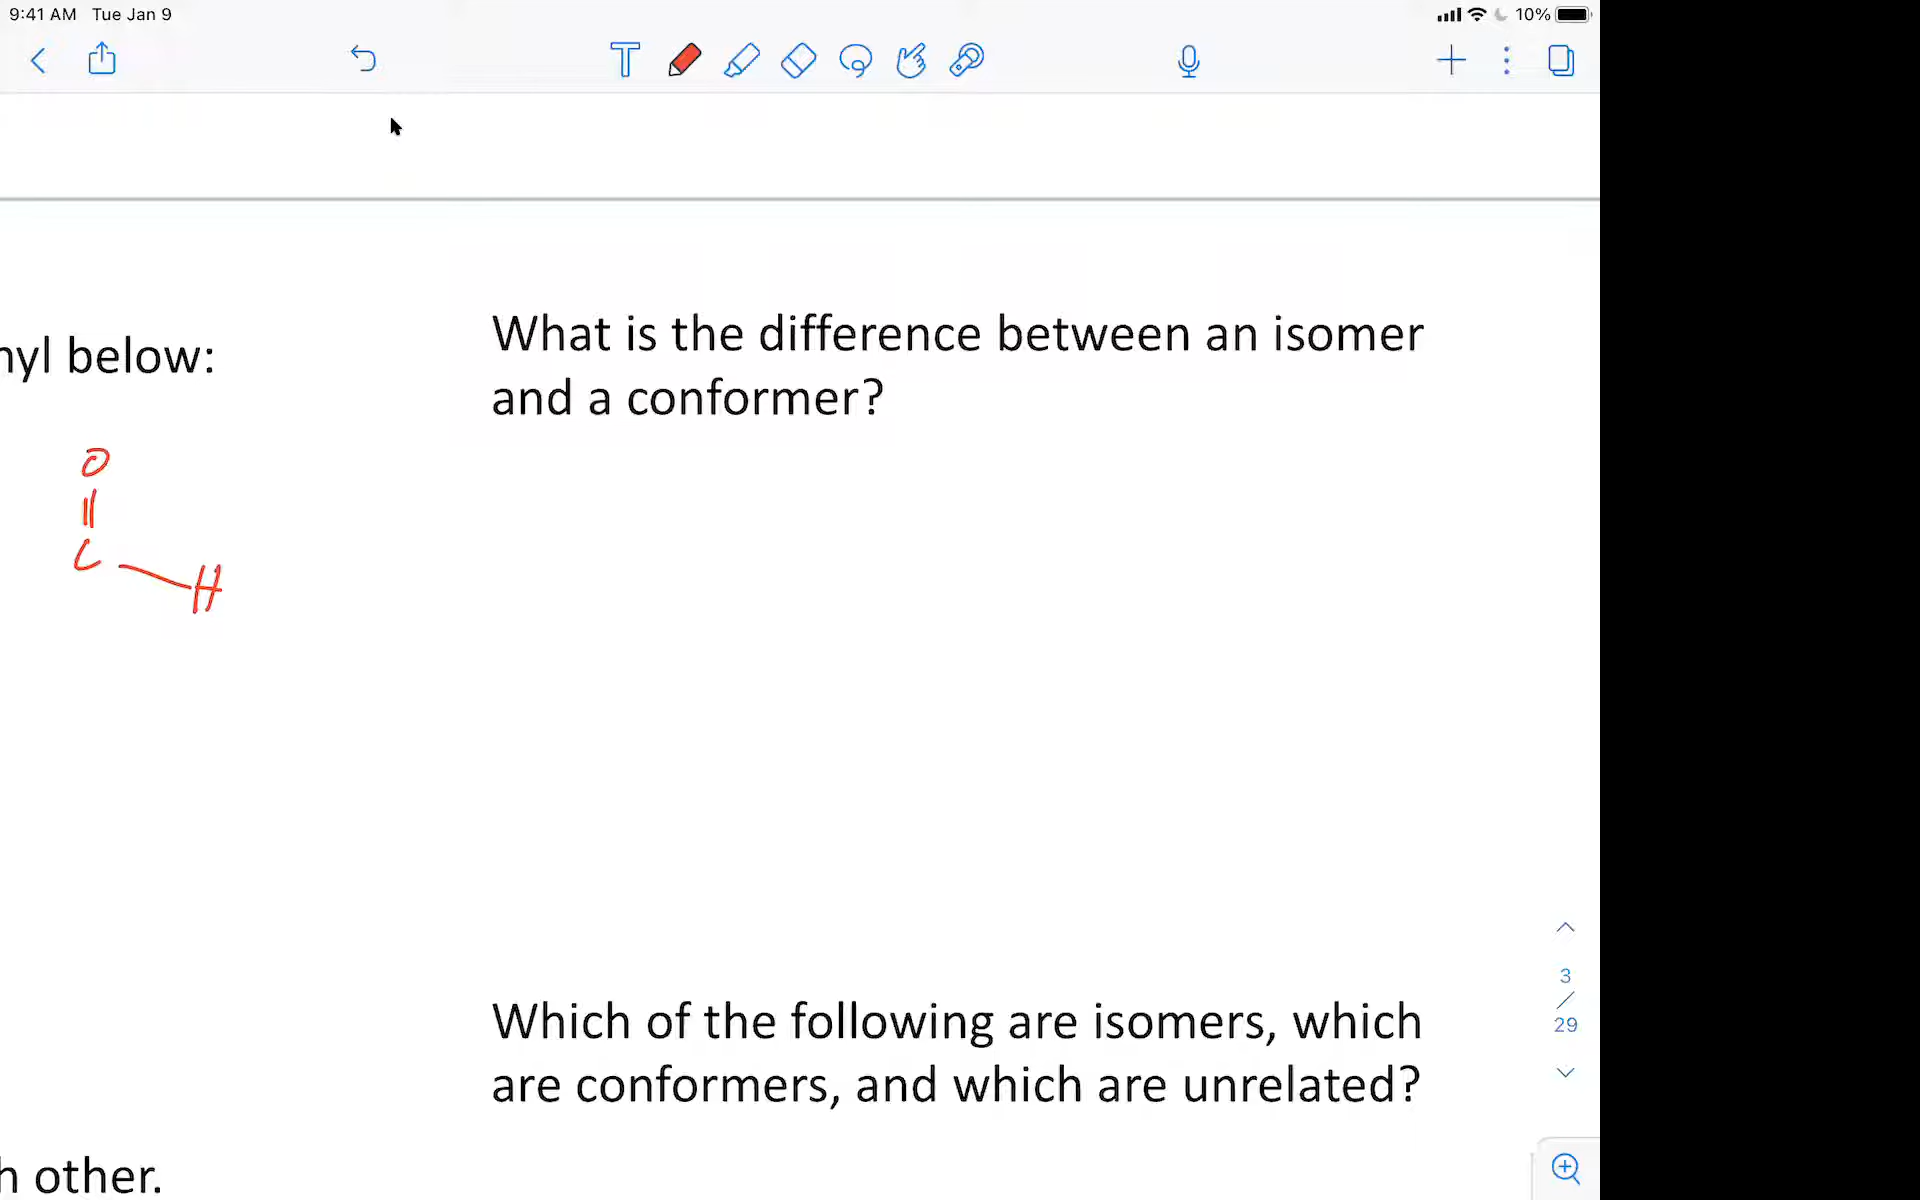 9:41 AM Tue Jan 9
10%
What is the difference between an isomer
and a conformer?
nyl below:
O
C
H
Which of the following are isomers, which
are conformers, and which are unrelated?
3
/
29
h other.